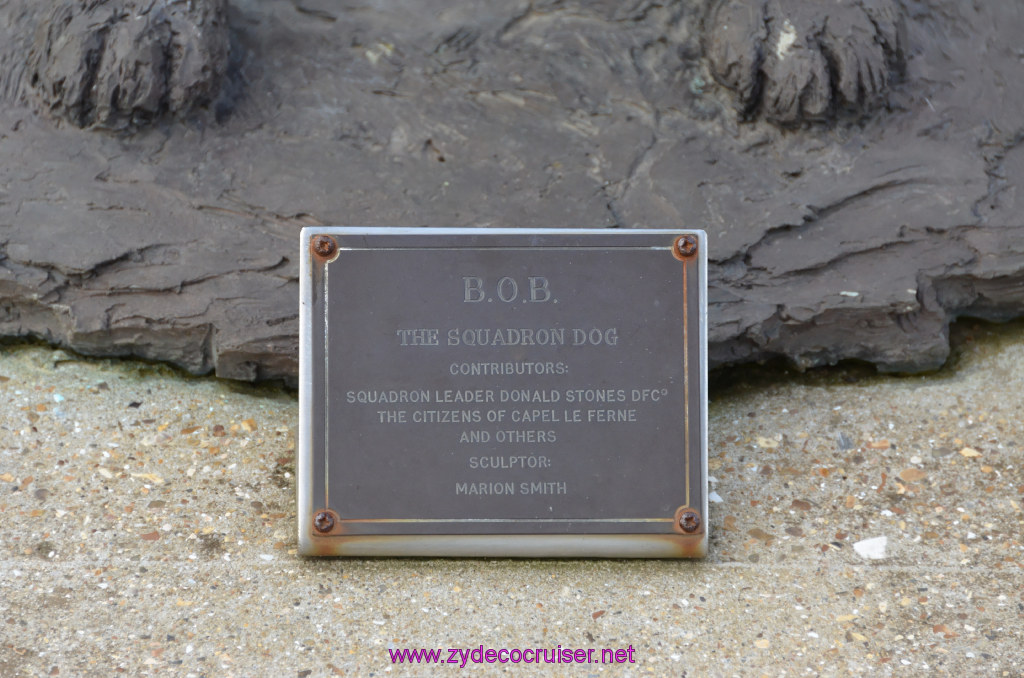 B.O.B.
THE SQUADRON DOG
CONTRIBUTORS:
SQUADRON LEADER DONALD STONES DFC°
THE CITIZENS OF CAPEL LE FERNE
AND OTHERS
SCULPTOR:
MARION SMITH
www.zydecocruiser.net